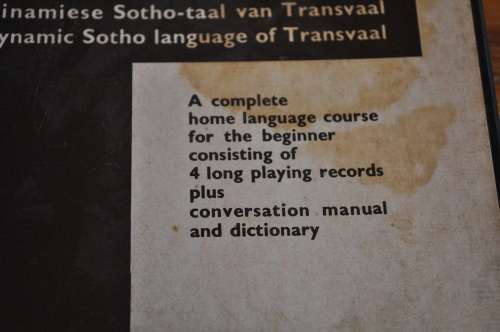 inamiese Sotho-taal van Transvaal
ynamic Sotho language of Transvaal
A complete
home language course
for the beginner
consisting of
4 long playing records
plus
conversation manual
and dictionary